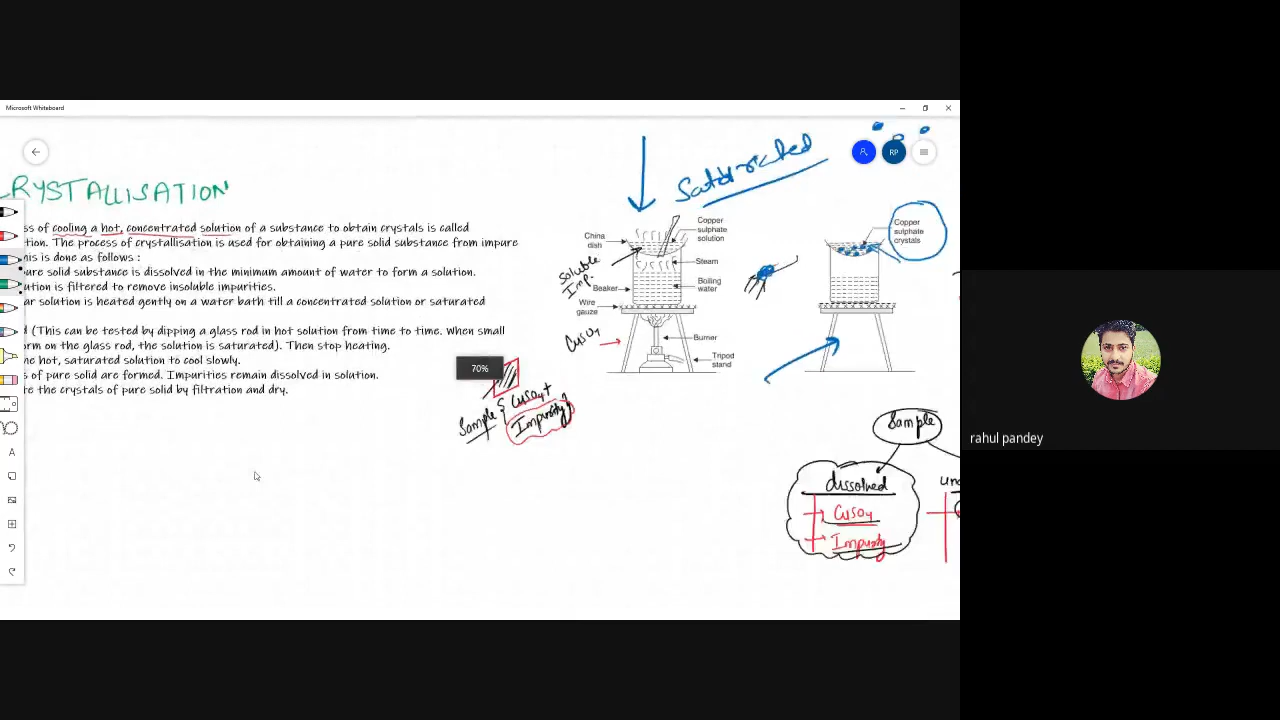 Microsoft Whiteboard
RP
CRYSTALLISATION
Saturated
ss of cooling a hot, concentrated solution of a substance to obtain crystals is called
tion. The process of crystallisation is used for obtaining a pure solid substance from impure
his is done as follows :
ure solid substance is dissolved in the minimum amount of water to form a solution.
ution is filtered to remove insoluble impurities.
ar solution is heated gently on a water bath till a concentrated solution or saturated
d (This can be tested by dipping a glass rod in hot solution from time to time. When small
orm on the glass rod, the solution is saturated). Then stop heating.
he hot, saturated solution to cool slowly.
s of pure solid are formed. Impurities remain dissolved in solution.
re the crystals of pure solid by filtration and dry.
China dish
Copper sulphate solution
Steam
Soluble Imp.
Beaker
Boiling water
Wire gauze
CuSO4
Burner
Tripod stand
Copper sulphate crystals
70%
Sample { CuSO4 +
Impurity }
Sample
dissolved
CuSO4
Impurity
A
rahul pandey